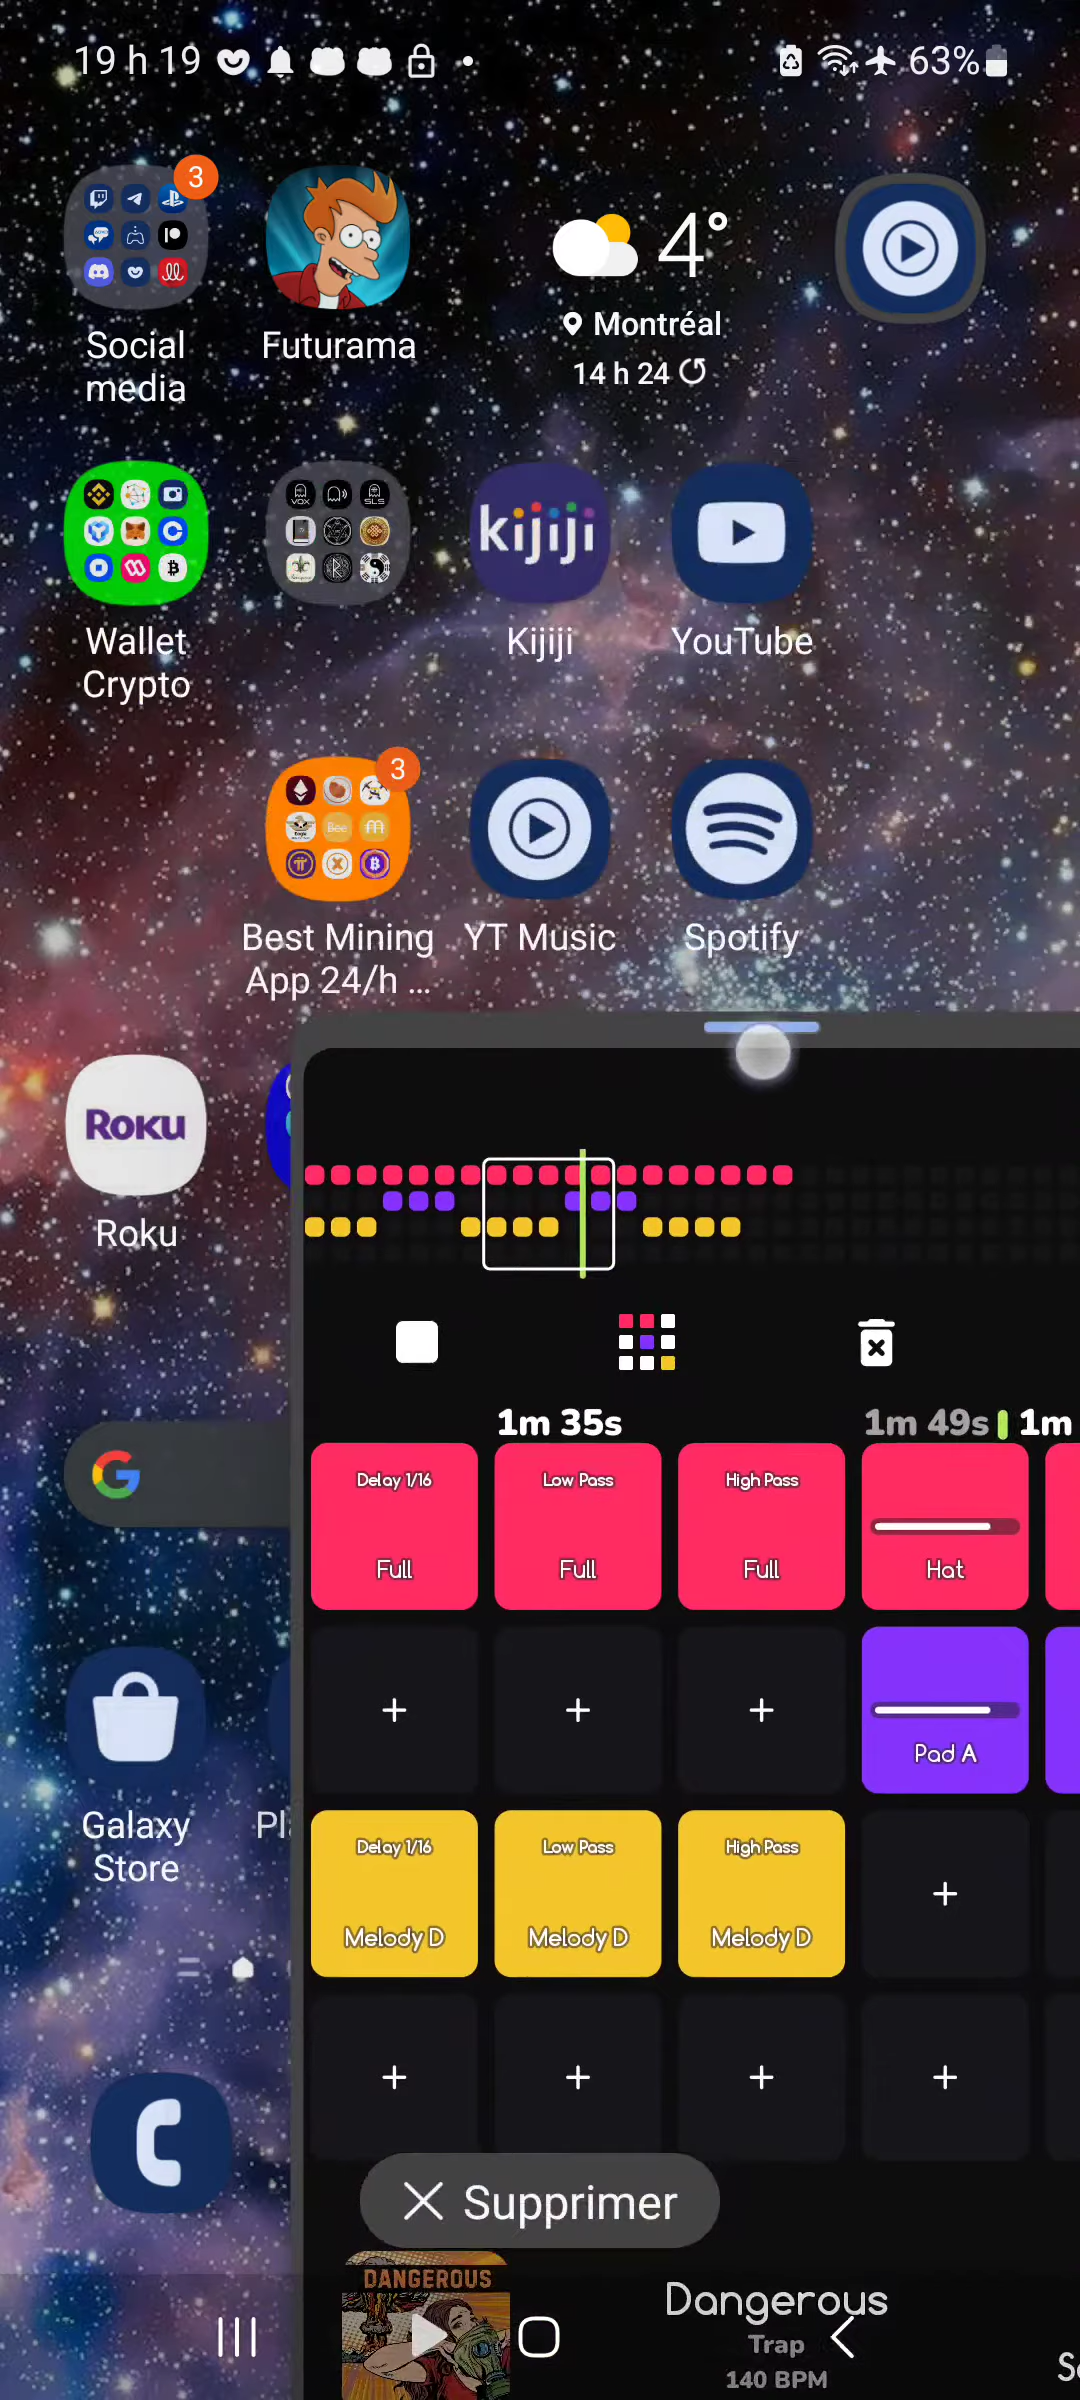 19 h 19
63%
3
4°
Social
media
Futurama
Montréal
14 h 24
VOX
SLS
kijiji
Wallet
Crypto
Kijiji
YouTube
3
Bee
Best Mining
App 24/h ...
YT Music
Spotify
ROKU
Roku
1m 35s
1m 49s
1m
Delay 1/16
Full
Low Pass
Full
High Pass
Full
Hat
Pad A
Galaxy
Store
Delay 1/16
Melody D
Low Pass
Melody D
High Pass
Melody D
Supprimer
DANGEROUS
Dangerous
Trap
140 BPM